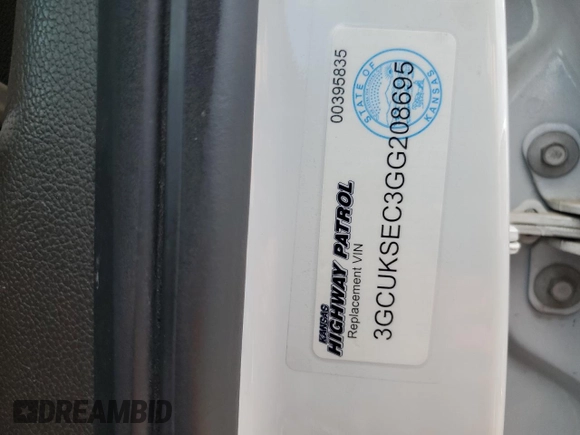 KANSAS
HIGHWAY PATROL
Replacement VIN
00395835
STATE OF
KANSAS
3GCUKSEC3GG208695
DREAMBID